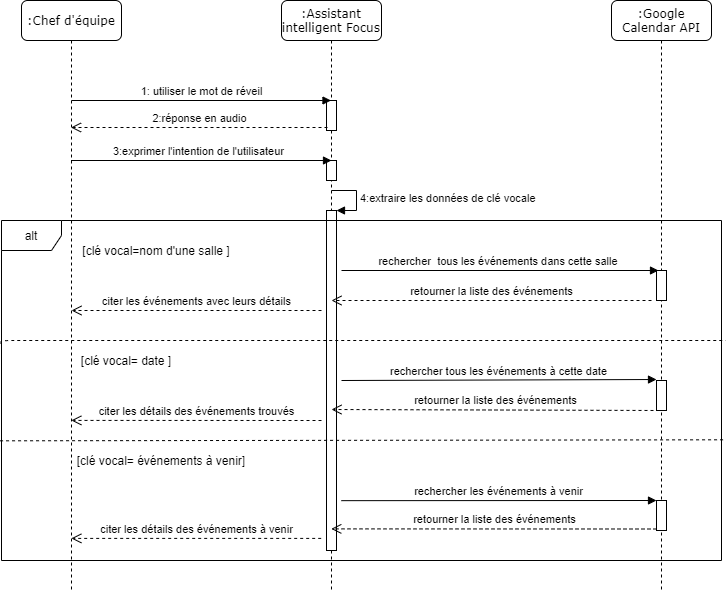 :Chef d'équipe
:Assistant
intelligent Focus
:Google
Calendar API
1: utiliser le mot de réveil
2:réponse en audio
3:exprimer l'intention de l'utilisateur
4:extraire les données de clé vocale
alt
[clé vocal=nom d'une salle ]
rechercher  tous les événements dans cette salle
retourner la liste des événements
citer les événements avec leurs détails
[clé vocal= date ]
rechercher tous les événements à cette date
retourner la liste des événements
citer les détails des événements trouvés
[clé vocal= événements à venir]
rechercher les événements à venir
retourner la liste des événements
citer les détails des événements à venir